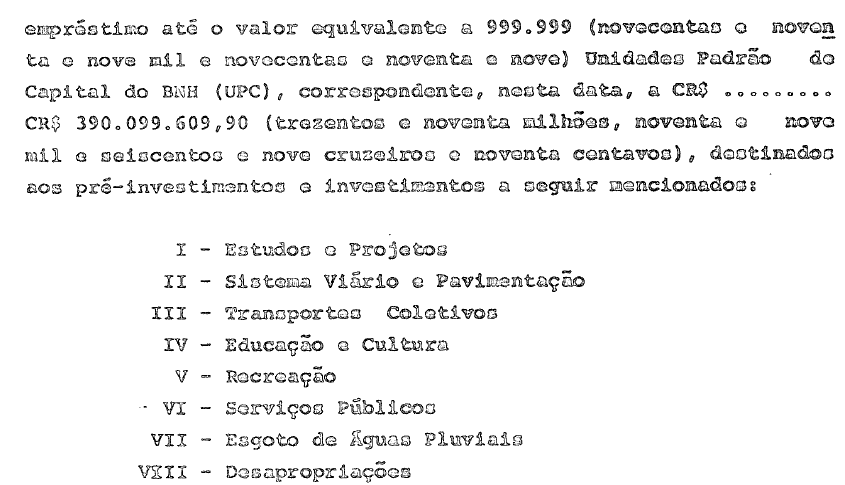 empréstimo até o valor equivalente a 999.999 (novecentas e noven
ta e nove mil e novecentas e noventa e nove) Unidades Padrão de
Capital do BNH (UPC), correspondente, nesta data, a CR$ .........
CR$ 390.099.609,90 (trezentos e noventa milhões, noventa e nove
mil e seiscentos e nove cruzeiros e noventa centavos), destinados
aos pré-investimentos e investimentos a seguir mencionados:
I - Estudos e Projetos
II - Sistema Viário e Pavimentação
III - Transportes Coletivos
IV - Educação e Cultura
V - Recreação
VI - Serviços Públicos
VII - Esgoto de Águas Pluviais
VIII - Desapropriações